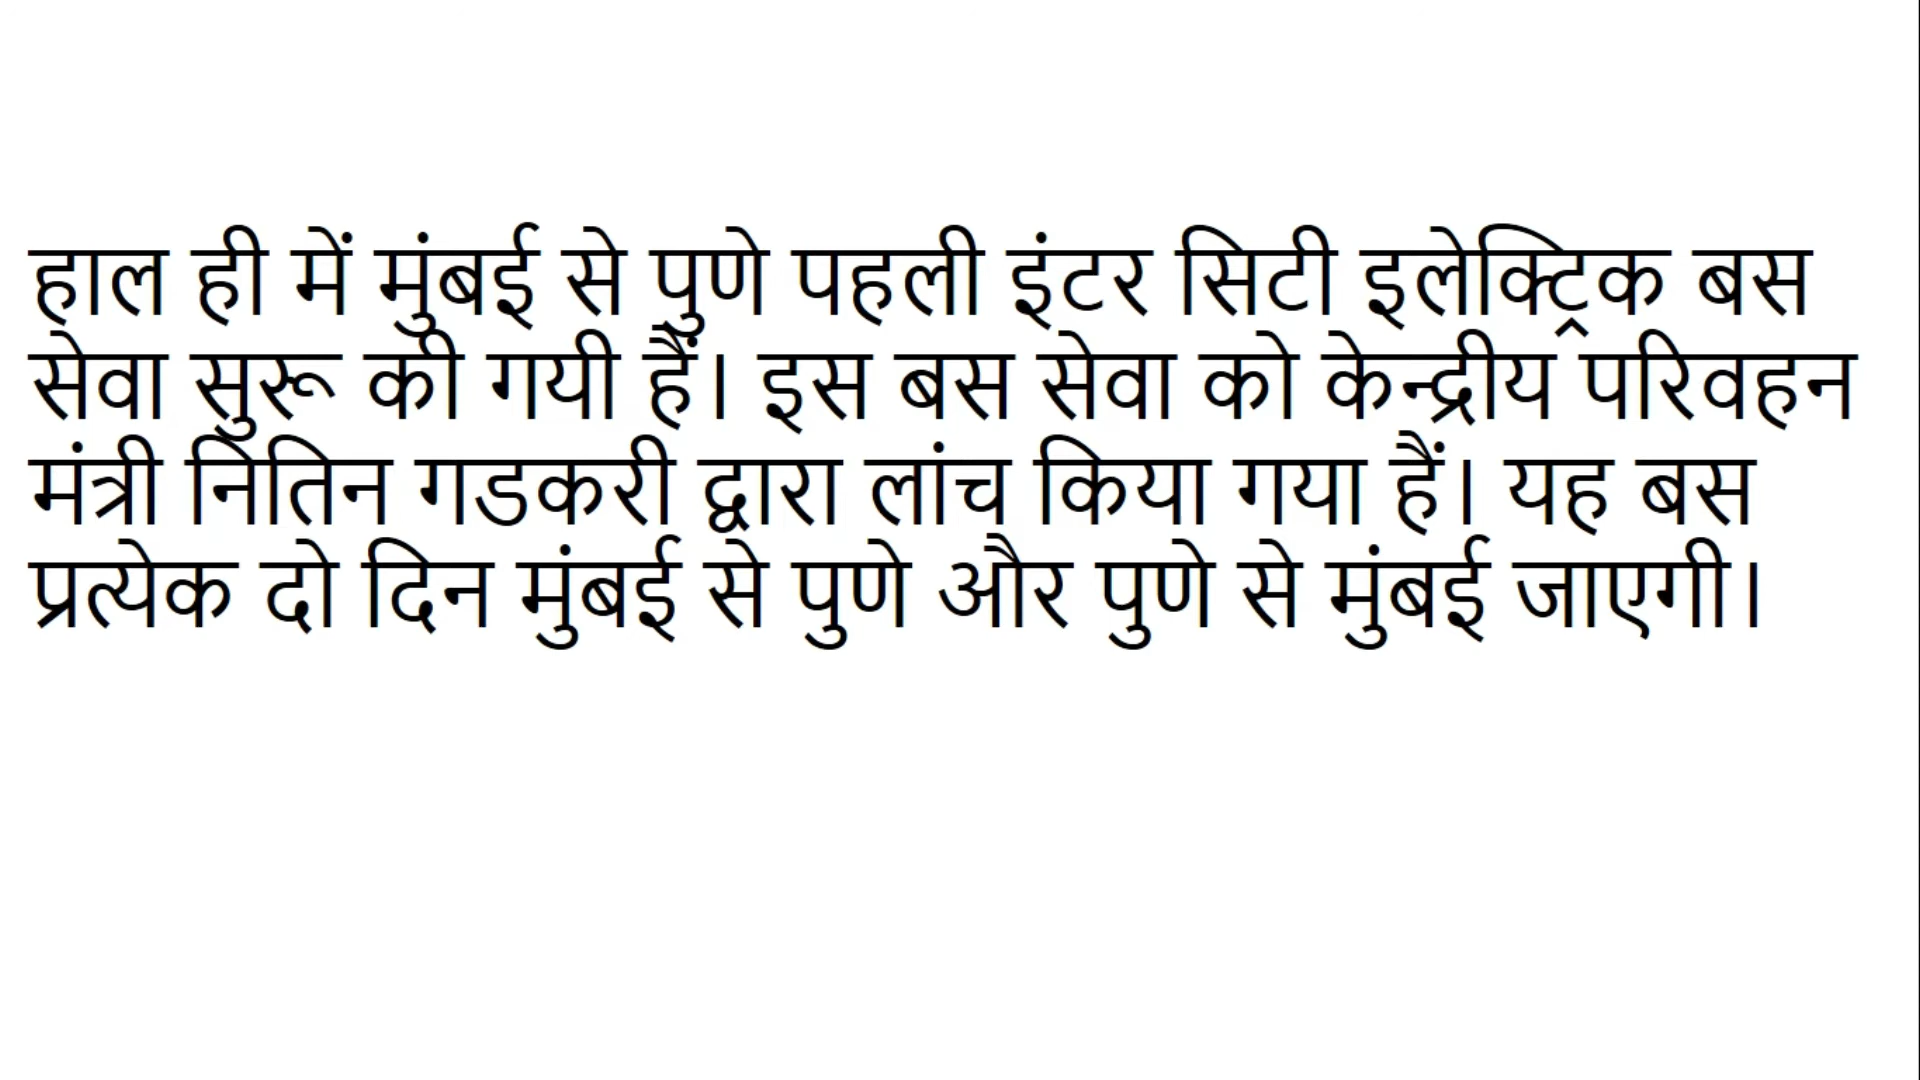 हाल ही में मुंबई से पुणे पहली इंटर सिटी इलेक्ट्रिक बस
सेवा सुरू की गयी हैं। इस बस सेवा को केन्द्रीय परिवहन
मंत्री नितिन गडकरी द्वारा लांच किया गया हैं। यह बस
प्रत्येक दो दिन मुंबई से पुणे और पुणे से मुंबई जाएगी।